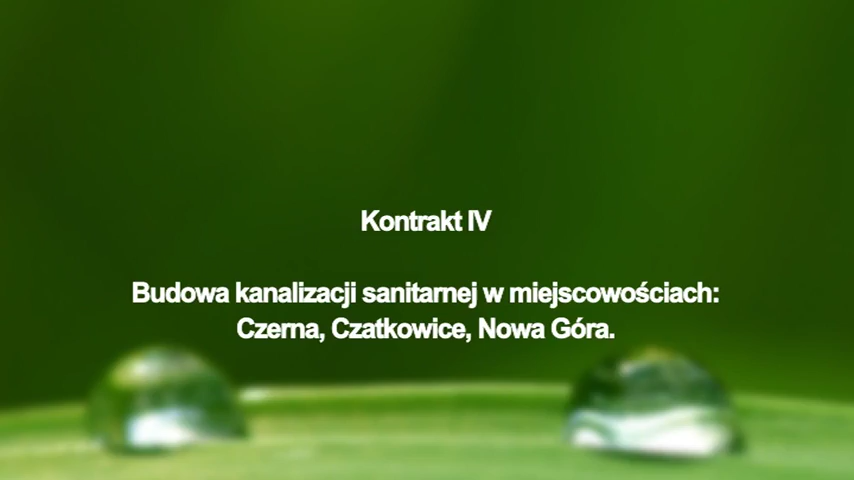 Kontrakt IV
Budowa kanalizacji sanitarnej w miejscowościach:
Czerna, Czatkowice, Nowa Góra.